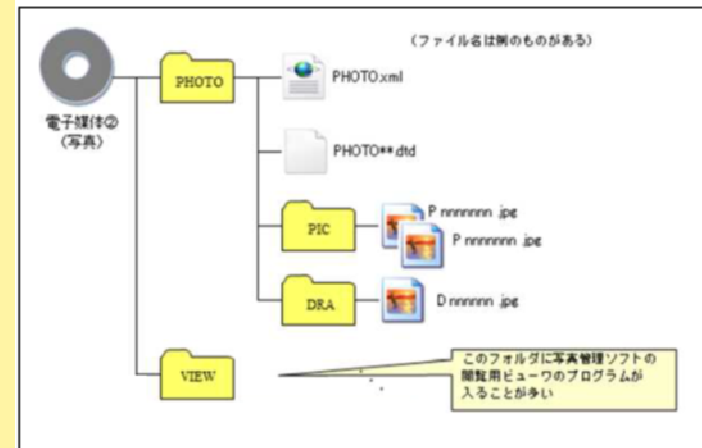 （ファイル名は例のものがある）
PHOTO
PHOTO.xml
電子媒体②
（写真）
PHOTO**.dtd
PIC
P nnnnnnn .jpg
P nnnnnnn .jpg
DRA
D nnnnnn .jpg
VIEW
このフォルダに写真管理ソフトの
閲覧用ビューワのプログラムが
入ることが多い